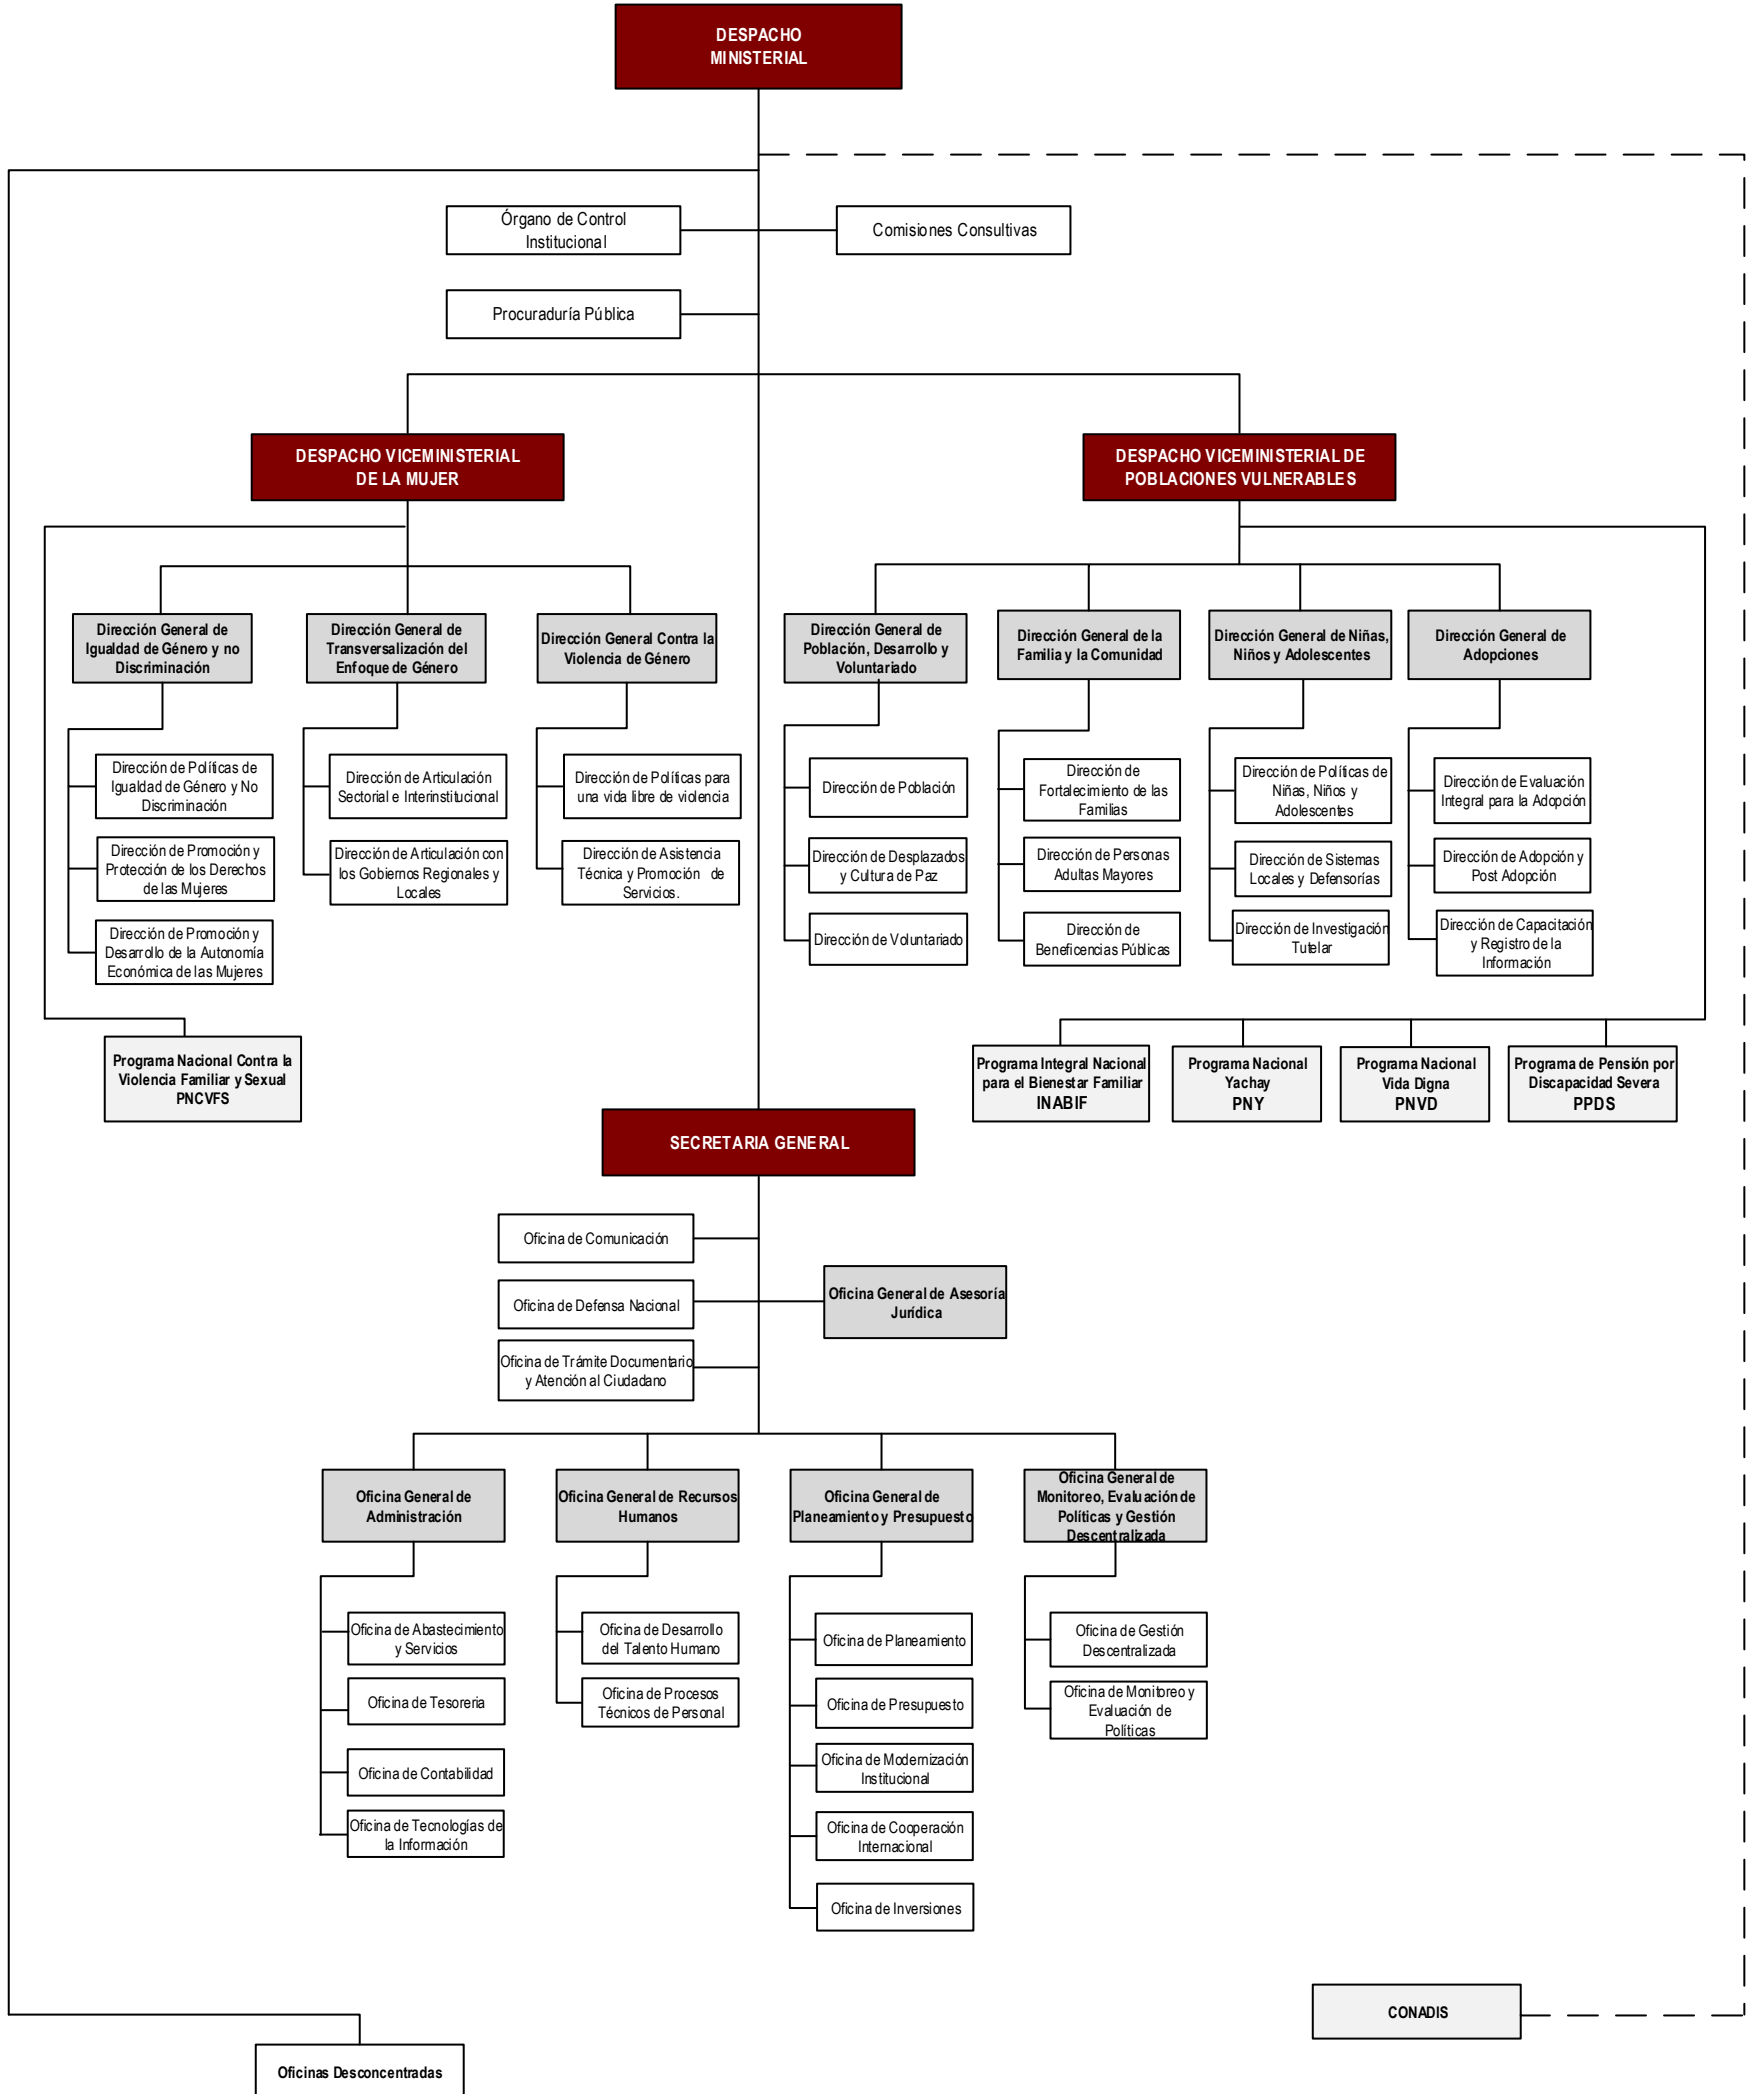 DESPACHO
MINISTERIAL
Órgano de Control
Institucional
Comisiones Consultivas
Procuraduría Pública
DESPACHO VICEMINISTERIAL
DE LA MUJER
DESPACHO VICEMINISTERIAL DE
POBLACIONES VULNERABLES
Dirección General de
Igualdad de Género y no
Discriminación
Dirección General de
Transversalización del
Enfoque de Género
Dirección General Contra la
Violencia de Género
Dirección General de
Población, Desarrollo y
Voluntariado
Dirección General de la
Familia y la Comunidad
Dirección General de Niñas,
Niños y Adolescentes
Dirección General de
Adopciones
Dirección de Políticas de
Igualdad de Género y No
Discriminación
Dirección de Promoción y
Protección de los Derechos
de las Mujeres
Dirección de Promoción y
Desarrollo de la Autonomía
Económica de las Mujeres
Dirección de Articulación
Sectorial e Interinstitucional
Dirección de Articulación con
los Gobiernos Regionales y
Locales
Dirección de Políticas para
una vida libre de violencia
Dirección de Asistencia
Técnica y Promoción de
Servicios.
Dirección de Población
Dirección de Desplazados
y Cultura de Paz
Dirección de Voluntariado
Dirección de
Fortalecimiento de las
Familias
Dirección de Personas
Adultas Mayores
Dirección de
Beneficencias Públicas
Dirección de Políticas de
Niñas, Niños y
Adolescentes
Dirección de Sistemas
Locales y Defensorías
Dirección de Investigación
Tutelar
Dirección de Evaluación
Integral para la Adopción
Dirección de Adopción y
Post Adopción
Dirección de Capacitación
y Registro de la
Información
Programa Nacional Contra la
Violencia Familiar y Sexual
PNCVFS
Programa Integral Nacional
para el Bienestar Familiar
INABIF
Programa Nacional
Yachay
PNY
Programa Nacional
Vida Digna
PNVD
Programa de Pensión por
Discapacidad Severa
PPDS
SECRETARIA GENERAL
Oficina de Comunicación
Oficina de Defensa Nacional
Oficina General de Asesoría
Jurídica
Oficina de Trámite Documentario
y Atención al Ciudadano
Oficina General de
Administración
Oficina General de Recursos
Humanos
Oficina General de
Planeamiento y Presupuesto
Oficina General de
Monitoreo, Evaluación de
Políticas y Gestión
Descentralizada
Oficina de Abastecimiento
y Servicios
Oficina de Tesoreria
Oficina de Contabilidad
Oficina de Tecnologías de
la Información
Oficina de Desarrollo
del Talento Humano
Oficina de Procesos
Técnicos de Personal
Oficina de Planeamiento
Oficina de Presupuesto
Oficina de Modernización
Institucional
Oficina de Cooperación
Internacional
Oficina de Inversiones
Oficina de Gestión
Descentralizada
Oficina de Monitoreo y
Evaluación de
Políticas
CONADIS
Oficinas Desconcentradas